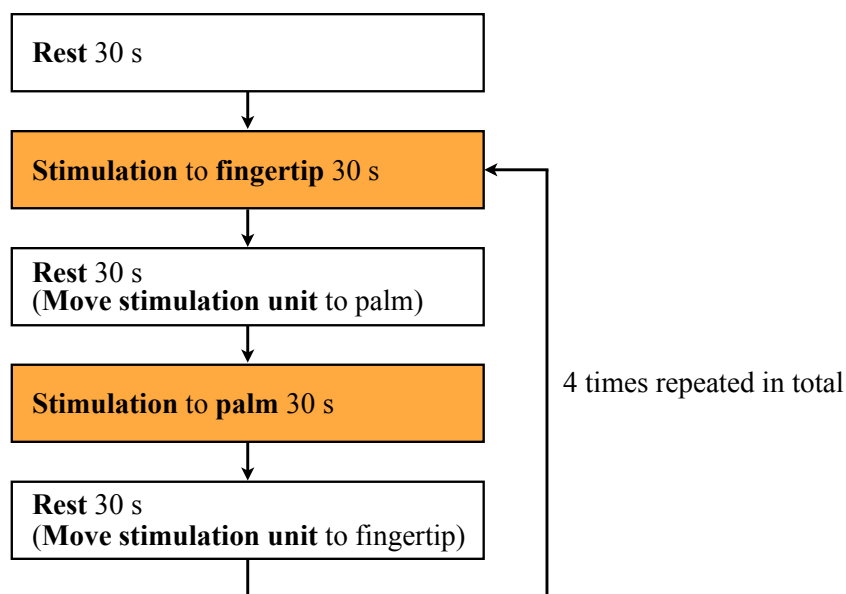 Rest 30 s
Stimulation to fingertip 30 s
Rest 30 s
(Move stimulation unit to palm)
Stimulation to palm 30 s
4 times repeated in total
Rest 30 s
(Move stimulation unit to fingertip)